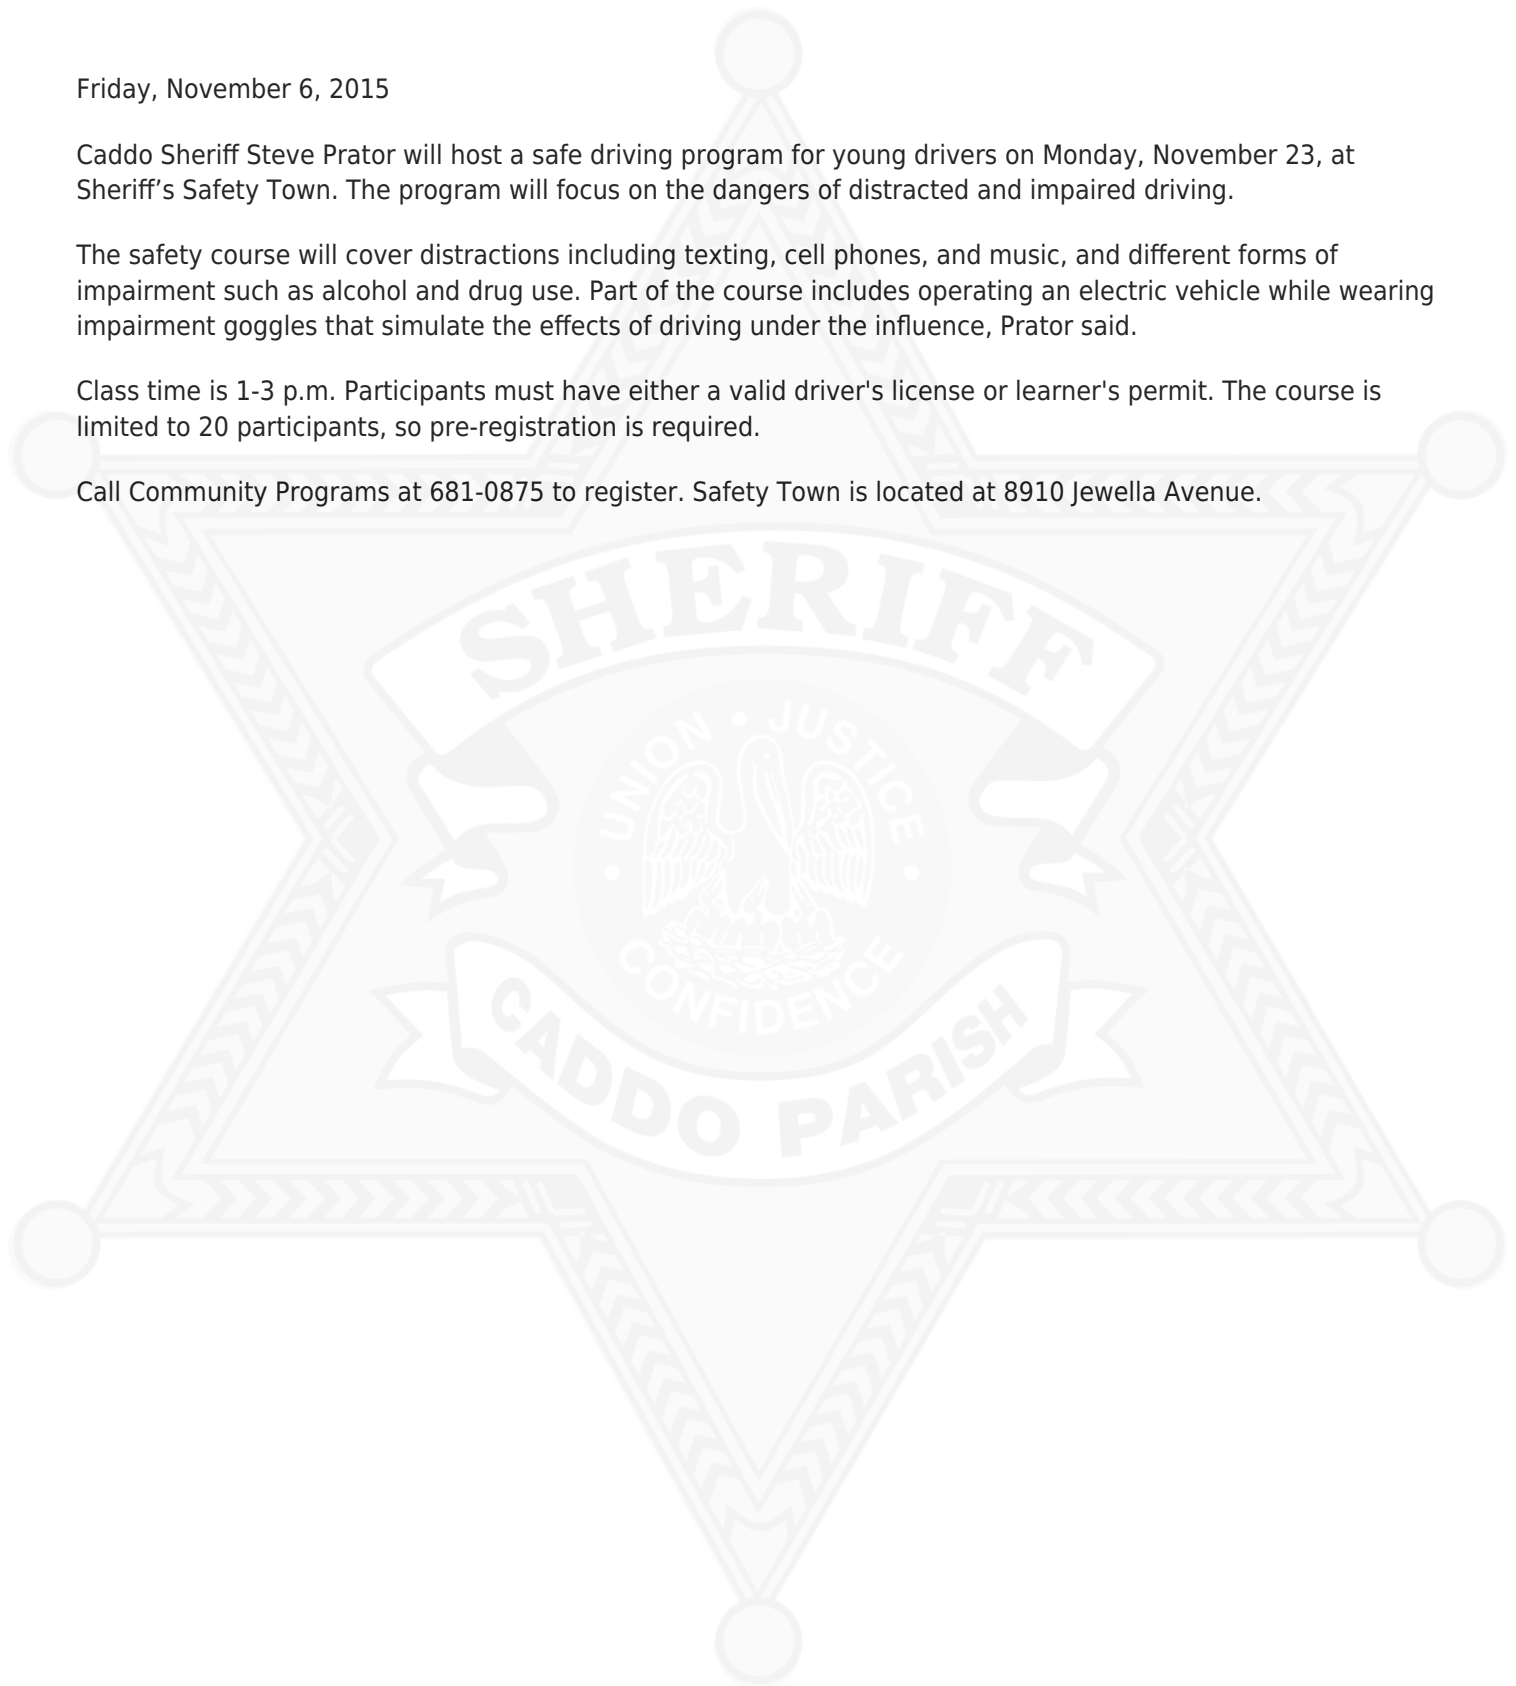 Friday, November 6, 2015
Caddo Sheriff Steve Prator will host a safe driving program for young drivers on Monday, November 23, at
Sheriff’s Safety Town. The program will focus on the dangers of distracted and impaired driving.
The safety course will cover distractions including texting, cell phones, and music, and different forms of
impairment such as alcohol and drug use. Part of the course includes operating an electric vehicle while wearing
impairment goggles that simulate the effects of driving under the influence, Prator said.
Class time is 1-3 p.m. Participants must have either a valid driver's license or learner's permit. The course is
limited to 20 participants, so pre-registration is required.
Call Community Programs at 681-0875 to register. Safety Town is located at 8910 Jewella Avenue.
SHERIFF
UNION • JUSTICE
• CONFIDENCE •
CADDO PARISH